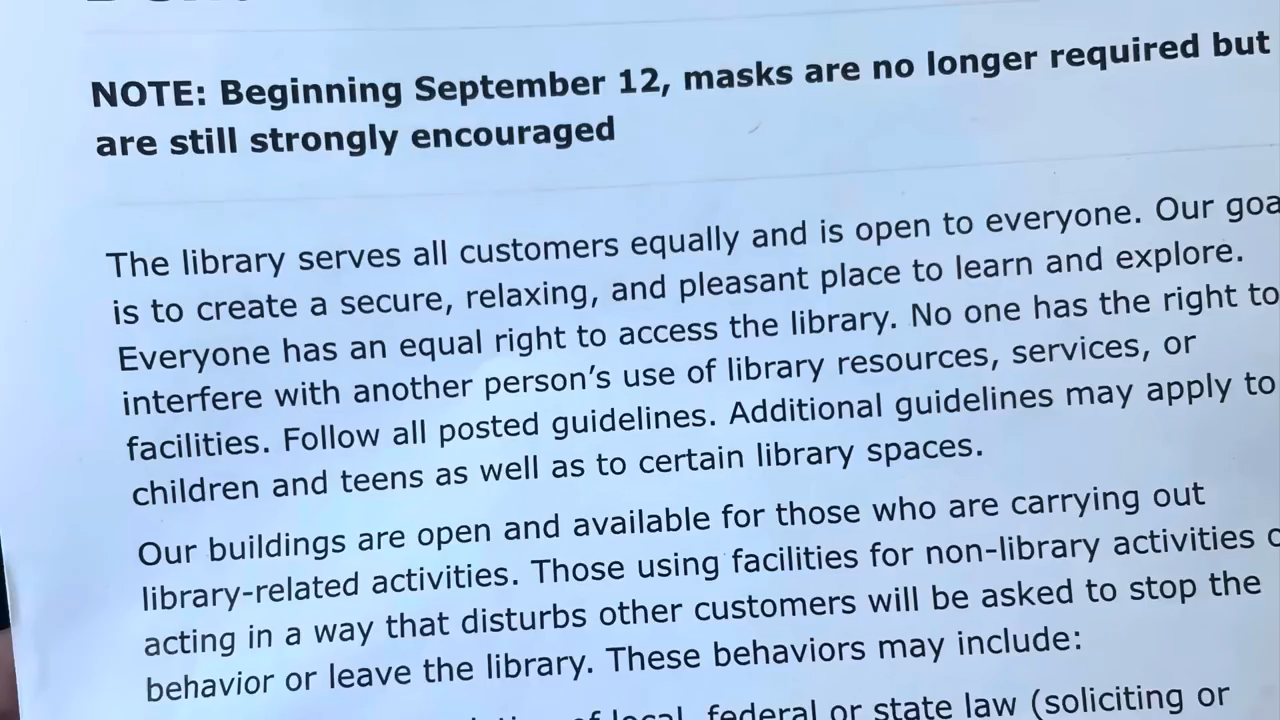 NOTE: Beginning September 12, masks are no longer required but
are still strongly encouraged
The library serves all customers equally and is open to everyone. Our goa
is to create a secure, relaxing, and pleasant place to learn and explore.
Everyone has an equal right to access the library. No one has the right to
interfere with another person's use of library resources, services, or
facilities. Follow all posted guidelines. Additional guidelines may apply to
children and teens as well as to certain library spaces.
Our buildings are open and available for those who are carrying out
library-related activities. Those using facilities for non-library activities
acting in a way that disturbs other customers will be asked to stop the
behavior or leave the library. These behaviors may include:
of local, federal or state law (soliciting or